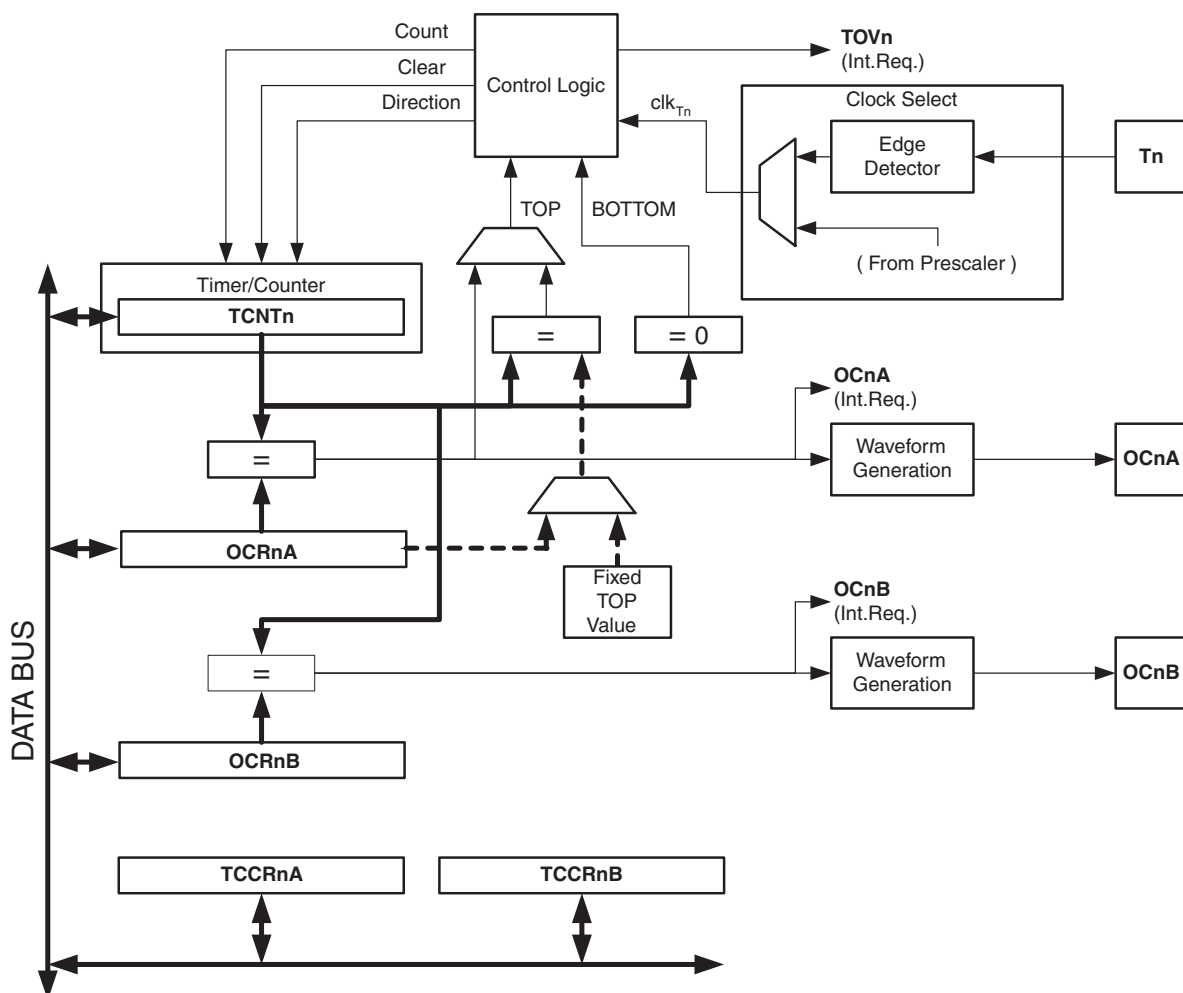 Count
Clear
Direction
Control Logic
TOVn
(Int.Req.)
clkTn
Clock Select
Edge
Detector
Tn
( From Prescaler )
TOP
BOTTOM
Timer/Counter
TCNTn
=
= 0
OCnA
(Int.Req.)
=
Waveform
Generation
OCnA
OCRnA
Fixed
TOP
Value
OCnB
(Int.Req.)
=
Waveform
Generation
OCnB
OCRnB
DATA BUS
TCCRnA
TCCRnB